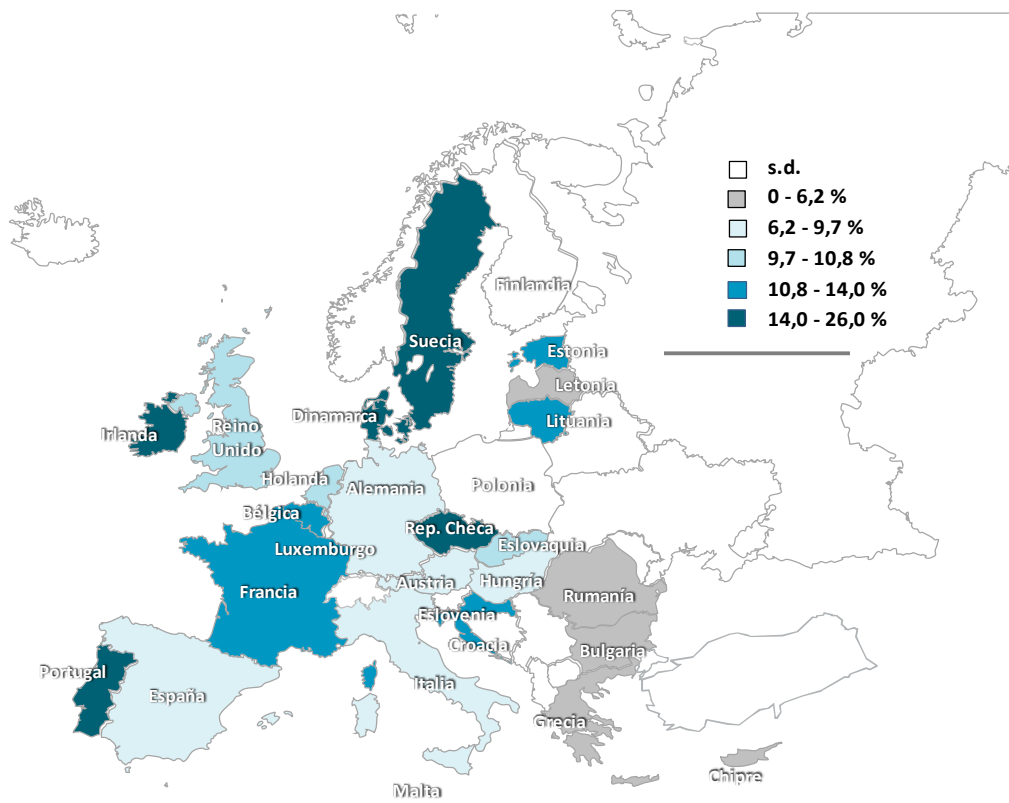 s.d.
0 - 6,2 %
6,2 - 9,7 %
9,7 - 10,8 %
10,8 - 14,0 %
14,0 - 26,0 %
Finlandia
Suecia
Estonia
Letonia
Dinamarca
Lituania
Irlanda
Reino
Unido
Holanda
Alemania
Polonia
Bélgica
Rep. Checa
Luxemburgo
Eslovaquia
Austria
Hungría
Francia
Rumanía
Eslovenia
Croacia
Bulgaria
Portugal
España
Italia
Grecia
Chipre
Malta